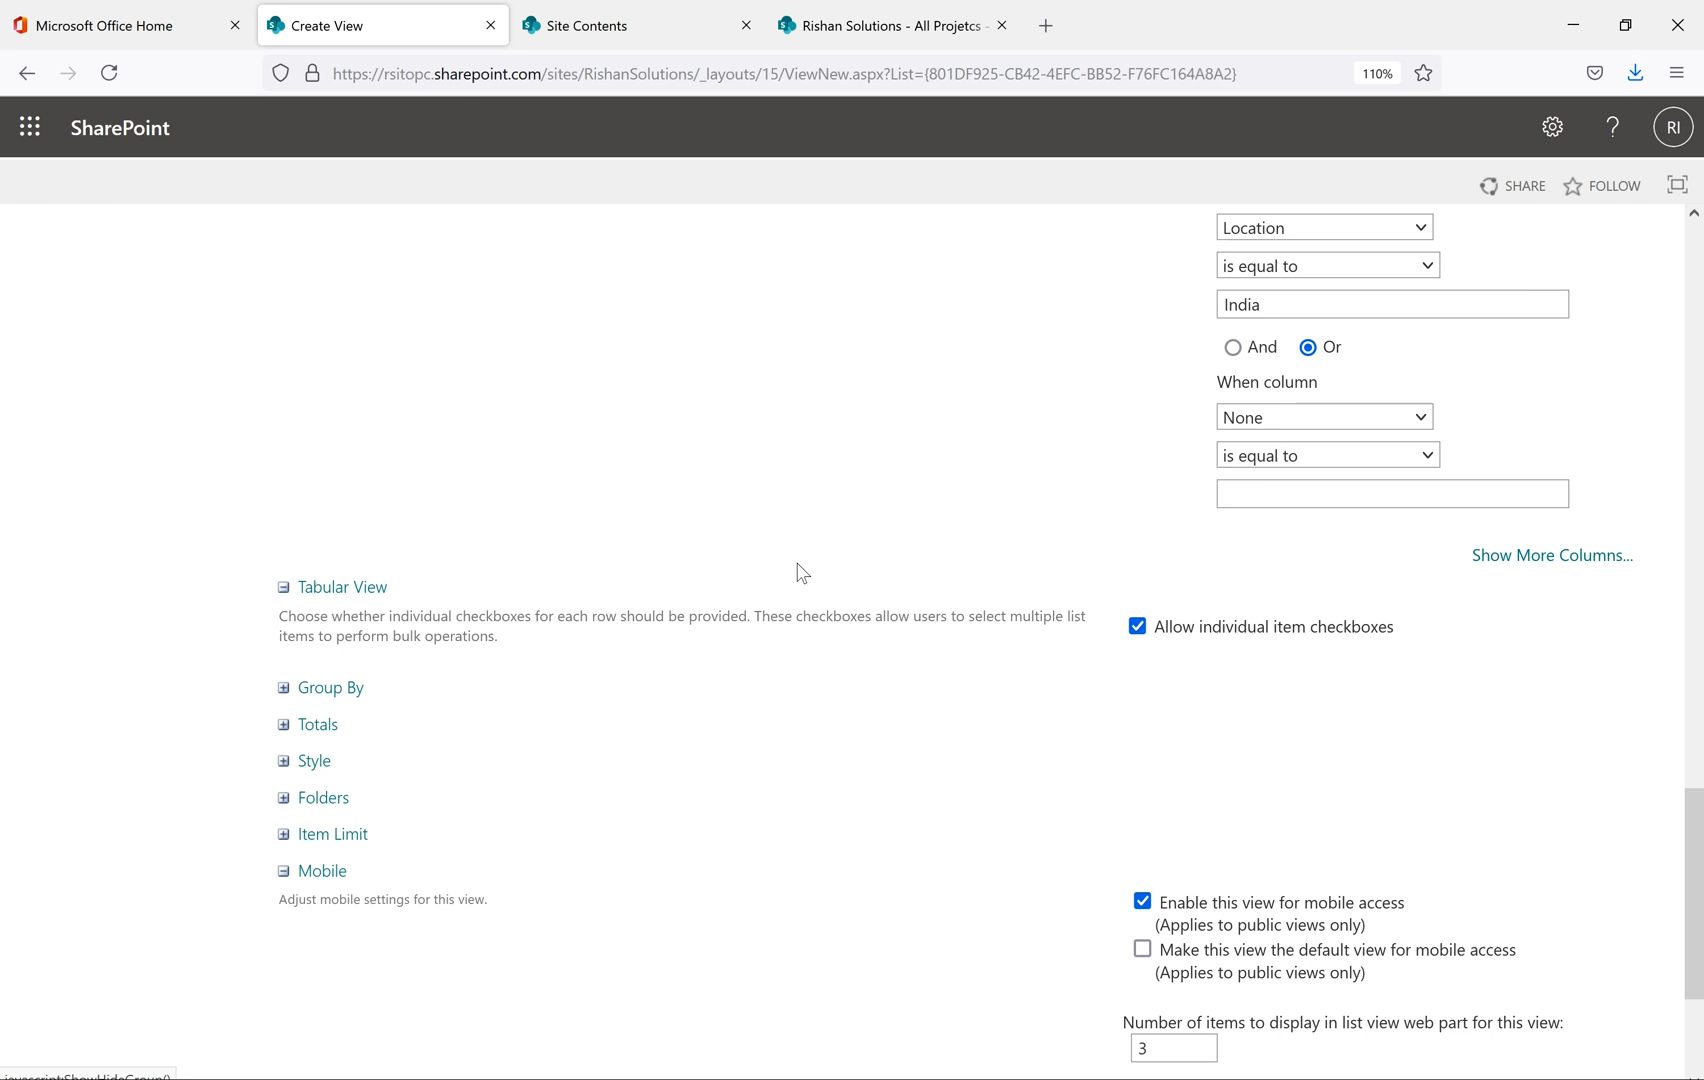 Microsoft Office Home
Create View
Site Contents
Rishan Solutions - All Projetcs -
https://rsitopc.sharepoint.com/sites/RishanSolutions/_layouts/15/ViewNew.aspx?List={801DF925-CB42-4EFC-BB52-F76FC164A8A2}
110%
SharePoint
?
RI
SHARE
FOLLOW
Location
is equal to
India
And
Or
When column
None
is equal to
Show More Columns...
Tabular View
Choose whether individual checkboxes for each row should be provided. These checkboxes allow users to select multiple list
items to perform bulk operations.
Allow individual item checkboxes
Group By
Totals
Style
Folders
Item Limit
Mobile
Adjust mobile settings for this view.
Enable this view for mobile access
(Applies to public views only)
Make this view the default view for mobile access
(Applies to public views only)
Number of items to display in list view web part for this view:
3